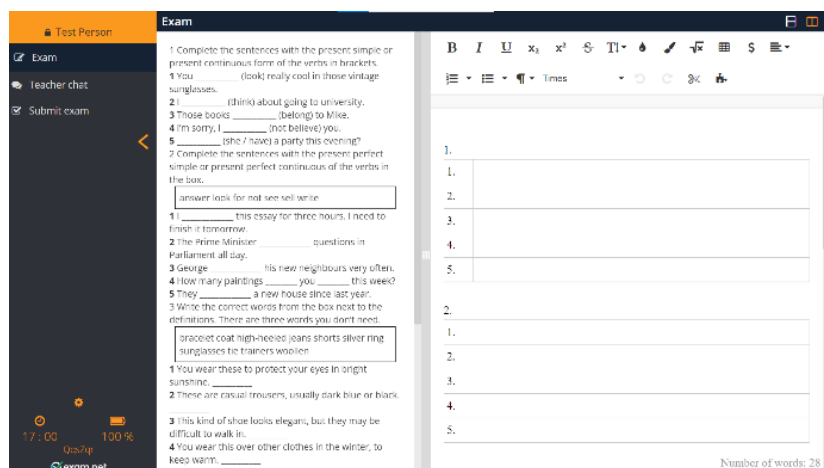 Test Person
Exam
Teacher chat
Submit exam
17:00
100 %
exam.net
Exam
1 Complete the sentences with the present simple or
present continuous form of the verbs in brackets.
1 You ________ (look) really cool in those vintage
sunglasses.
2 I ________ (think) about going to university.
3 Those books ________ (belong) to Mike.
4 I'm sorry, I ________ (not believe) you.
5 ________ (she / have) a party this evening?
2 Complete the sentences with the present perfect
simple or present perfect continuous of the verbs in
the box.
answer look for not see sell write
1 I ________ this essay for three hours. I need to
finish it tomorrow.
2 The Prime Minister ________ questions in
Parliament all day.
3 George ________ his new neighbours very often.
4 How many paintings ______ you ______ this week?
5 They ________ a new house since last year.
3 Write the correct words from the box next to the
definitions. There are three words you don't need.
bracelet coat high-heeled jeans shorts silver ring
sunglasses tie trainers woollen
1 You wear these to protect your eyes in bright
sunshine. ________
2 These are casual trousers, usually dark blue or black.
________
3 This kind of shoe looks elegant, but they may be
difficult to walk in.
4 You wear this over other clothes in the winter, to
keep warm. ________
B I U x₂ x² S T $
Times
1.
1.
2.
3.
4.
5.
2.
1.
2.
3.
4.
5.
Number of words: 28